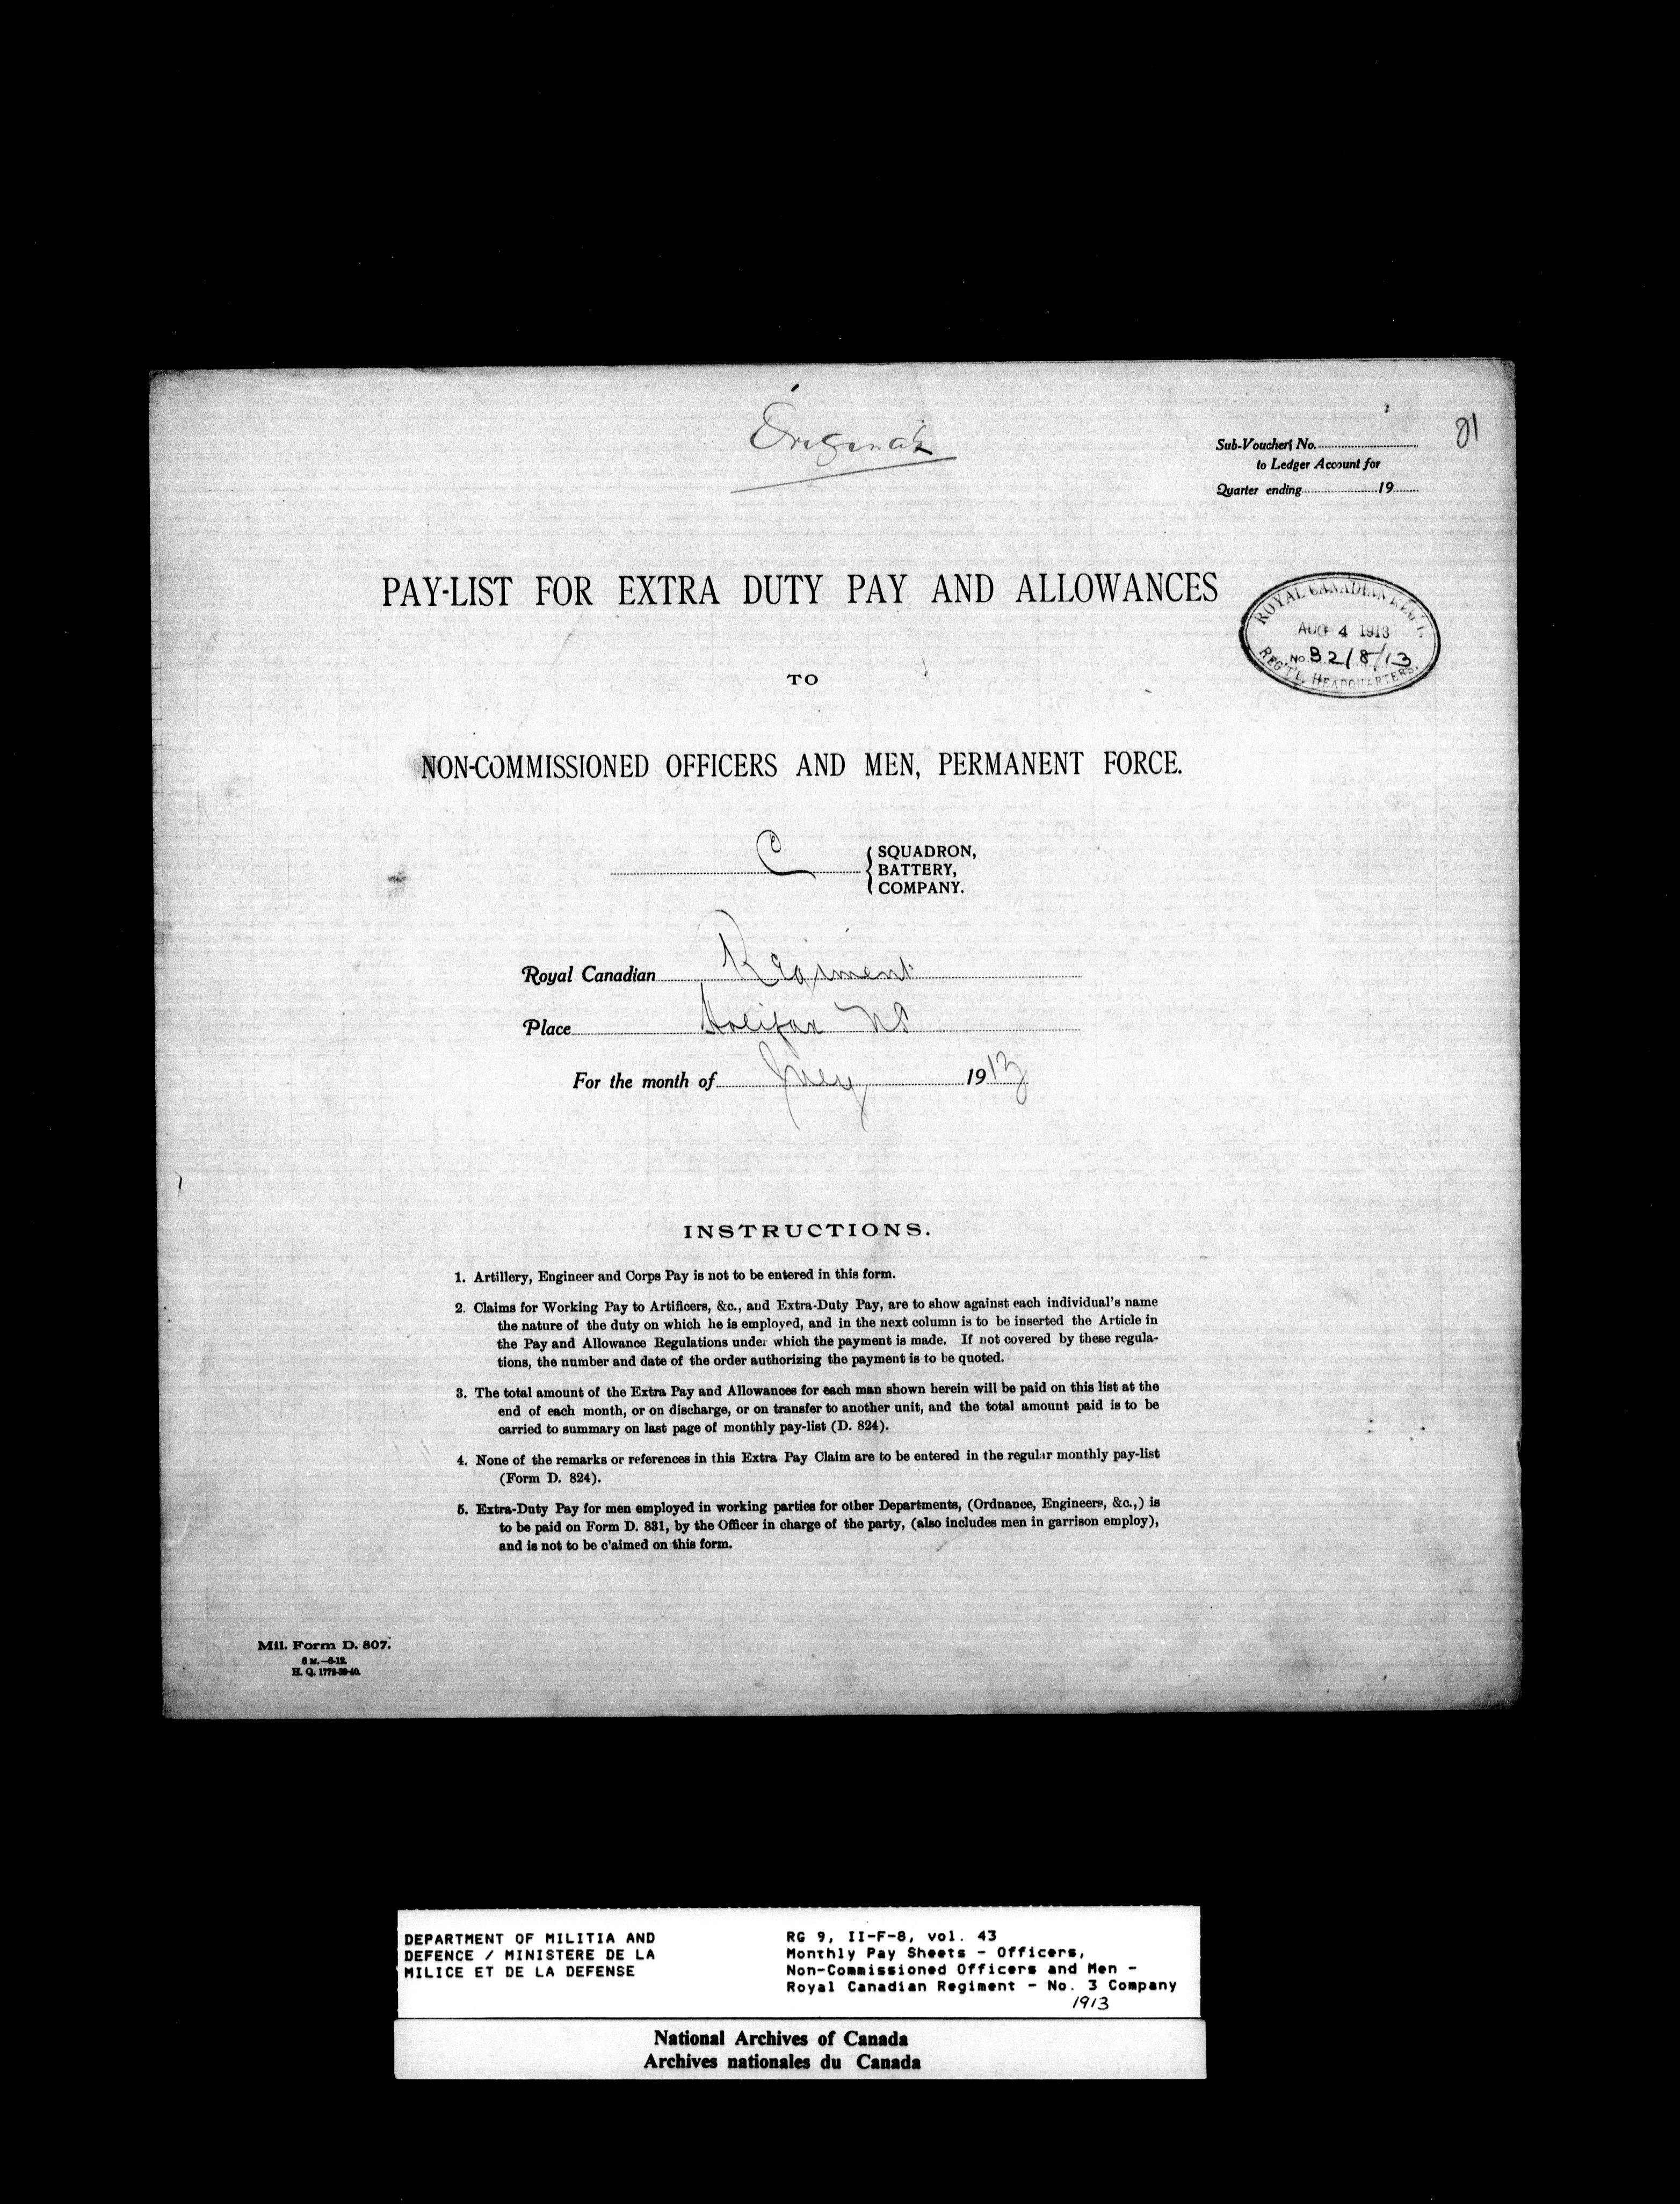 Original
81
Sub-Voucher No.
to Ledger Account for
Quarter ending 19
PAY-LIST FOR EXTRA DUTY PAY AND ALLOWANCES
ROYAL CANADIAN REG'T.
AUG 4 1913
No. B 2/8/13
REG'T'L HEADQUARTERS.
TO
NON-COMMISSIONED OFFICERS AND MEN, PERMANENT FORCE.
C { SQUADRON,
BATTERY,
COMPANY.
Royal Canadian Regiment
Place Halifax NS
For the month of July 1913
INSTRUCTIONS.
1. Artillery, Engineer and Corps Pay is not to be entered in this form.
2. Claims for Working Pay to Artificers, &c., and Extra-Duty Pay, are to show against each individual's name
the nature of the duty on which he is employed, and in the next column is to be inserted the Article in
the Pay and Allowance Regulations under which the payment is made. If not covered by these regula-
tions, the number and date of the order authorizing the payment is to be quoted.
3. The total amount of the Extra Pay and Allowances for each man shown herein will be paid on this list at the
end of each month, or on discharge, or on transfer to another unit, and the total amount paid is to be
carried to summary on last page of monthly pay-list (D. 824).
4. None of the remarks or references in this Extra Pay Claim are to be entered in the regular monthly pay-list
(Form D. 824).
5. Extra-Duty Pay for men employed in working parties for other Departments, (Ordnance, Engineers, &c.,) is
to be paid on Form D. 831, by the Officer in charge of the party, (also includes men in garrison employ),
and is not to be claimed on this form.
Mil. Form D. 807.
6 M.—6-12.
H. Q. 1772-39-40.
DEPARTMENT OF MILITIA AND
DEFENCE / MINISTERE DE LA
MILICE ET DE LA DEFENSE
RG 9, II-F-8, vol. 43
Monthly Pay Sheets - Officers,
Non-Commissioned Officers and Men -
Royal Canadian Regiment - No. 3 Company
1913
National Archives of Canada
Archives nationales du Canada